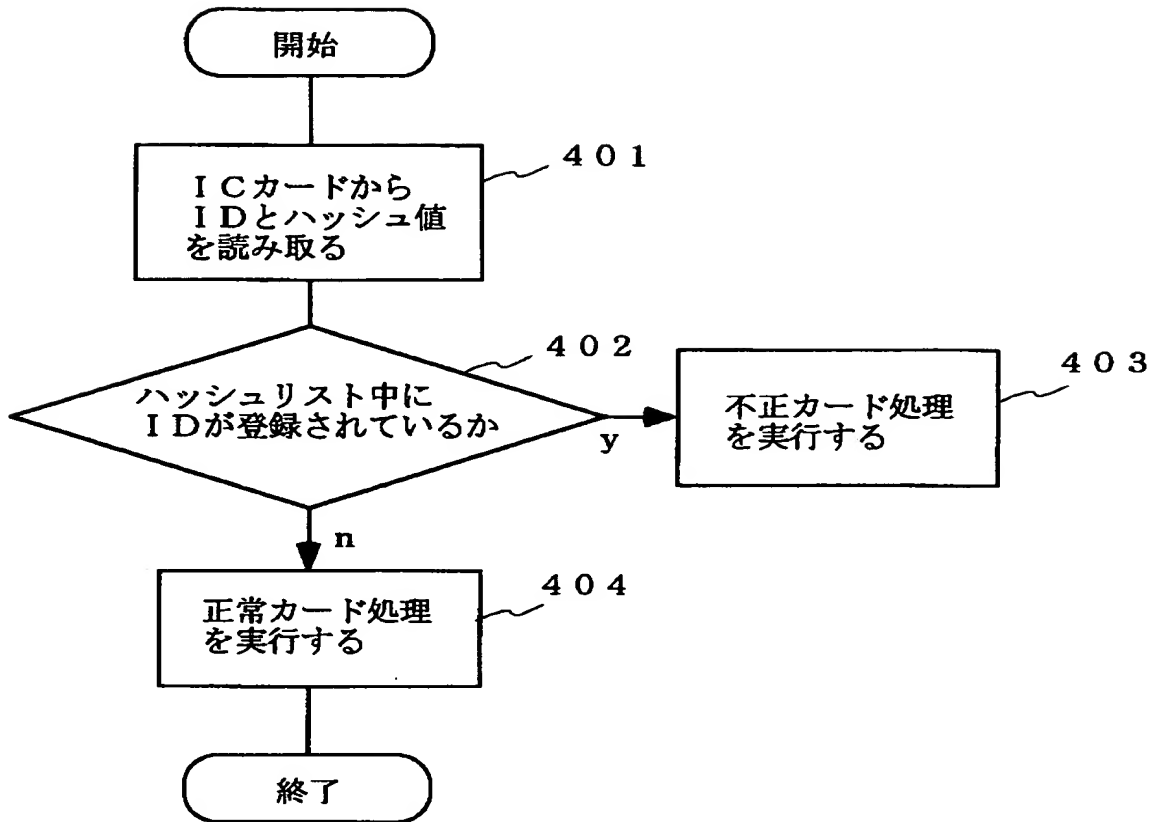 開始
401
ＩＣカードから
ＩＤとハッシュ値
を読み取る
402
ハッシュリスト中に
ＩＤが登録されているか
y
403
不正カード処理
を実行する
n
404
正常カード処理
を実行する
終了